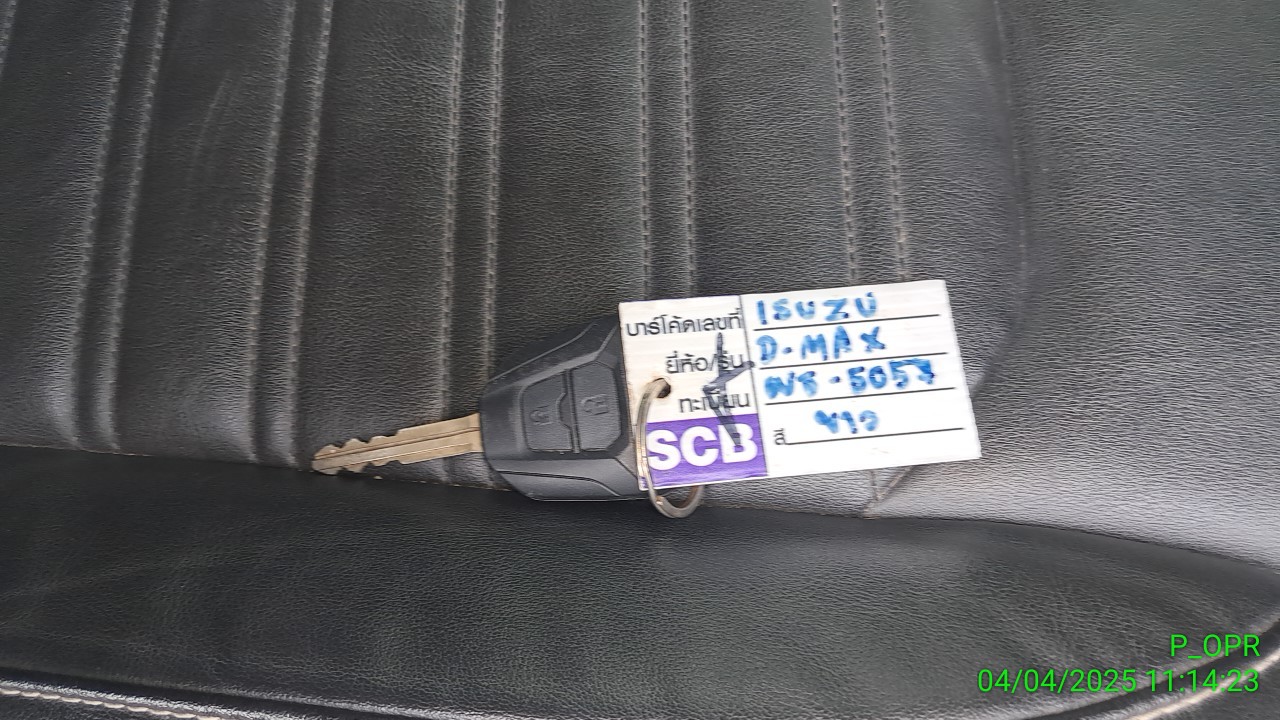 บาร์โค้ดเลขที่ ISUZU
ยี่ห้อ/รุ่น D-MAX
ทะเบียน 5057
SCB สี ขาว
P_OPR
04/04/2025 11:14:23